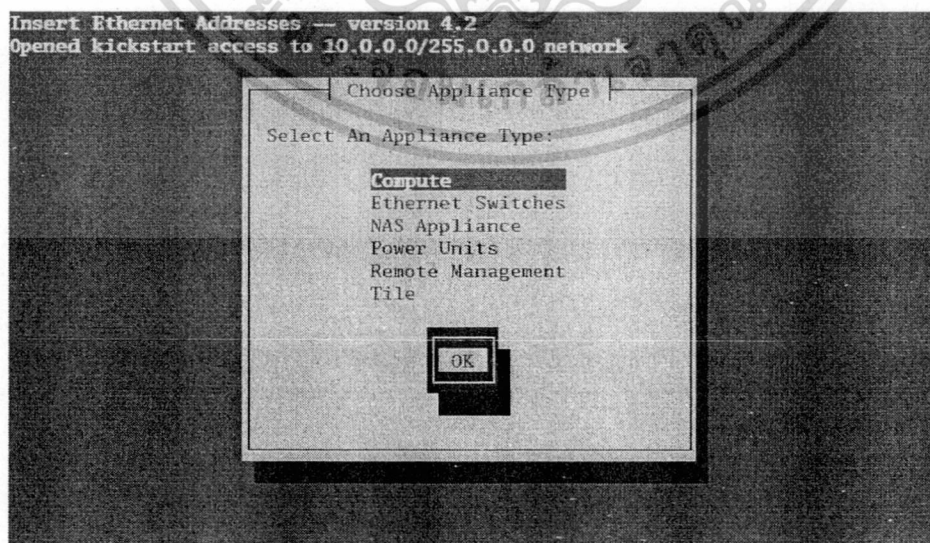 Insert Ethernet Addresses -- version 4.2
Opened kickstart access to 10.0.0.0/255.0.0.0 network
Choose Appliance Type
Select An Appliance Type:
Compute
Ethernet Switches
NAS Appliance
Power Units
Remote Management
Tile
OK